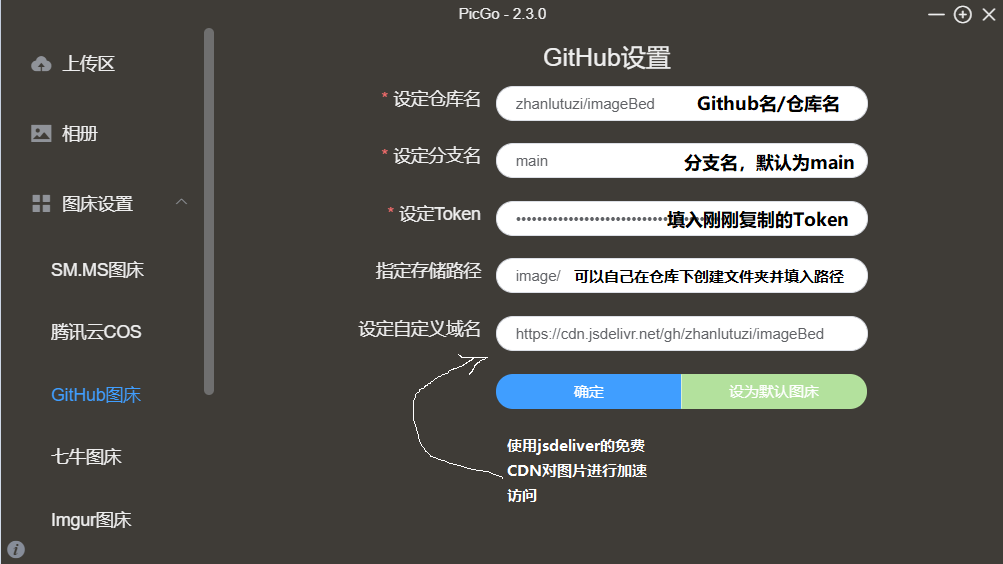 PicGo - 2.3.0
上传区
相册
图床设置
SM.MS图床
腾讯云COS
GitHub图床
七牛图床
Imgur图床
GitHub设置
* 设定仓库名 zhanlutuzi/imageBed Github名/仓库名
* 设定分支名 main 分支名，默认为main
* 设定Token 填入刚刚复制的Token
指定存储路径 image/ 可以自己在仓库下创建文件夹并填入路径
设定自定义域名 https://cdn.jsdelivr.net/gh/zhanlutuzi/imageBed
确定 设为默认图床
使用jsdeliver的免费
CDN对图片进行加速
访问